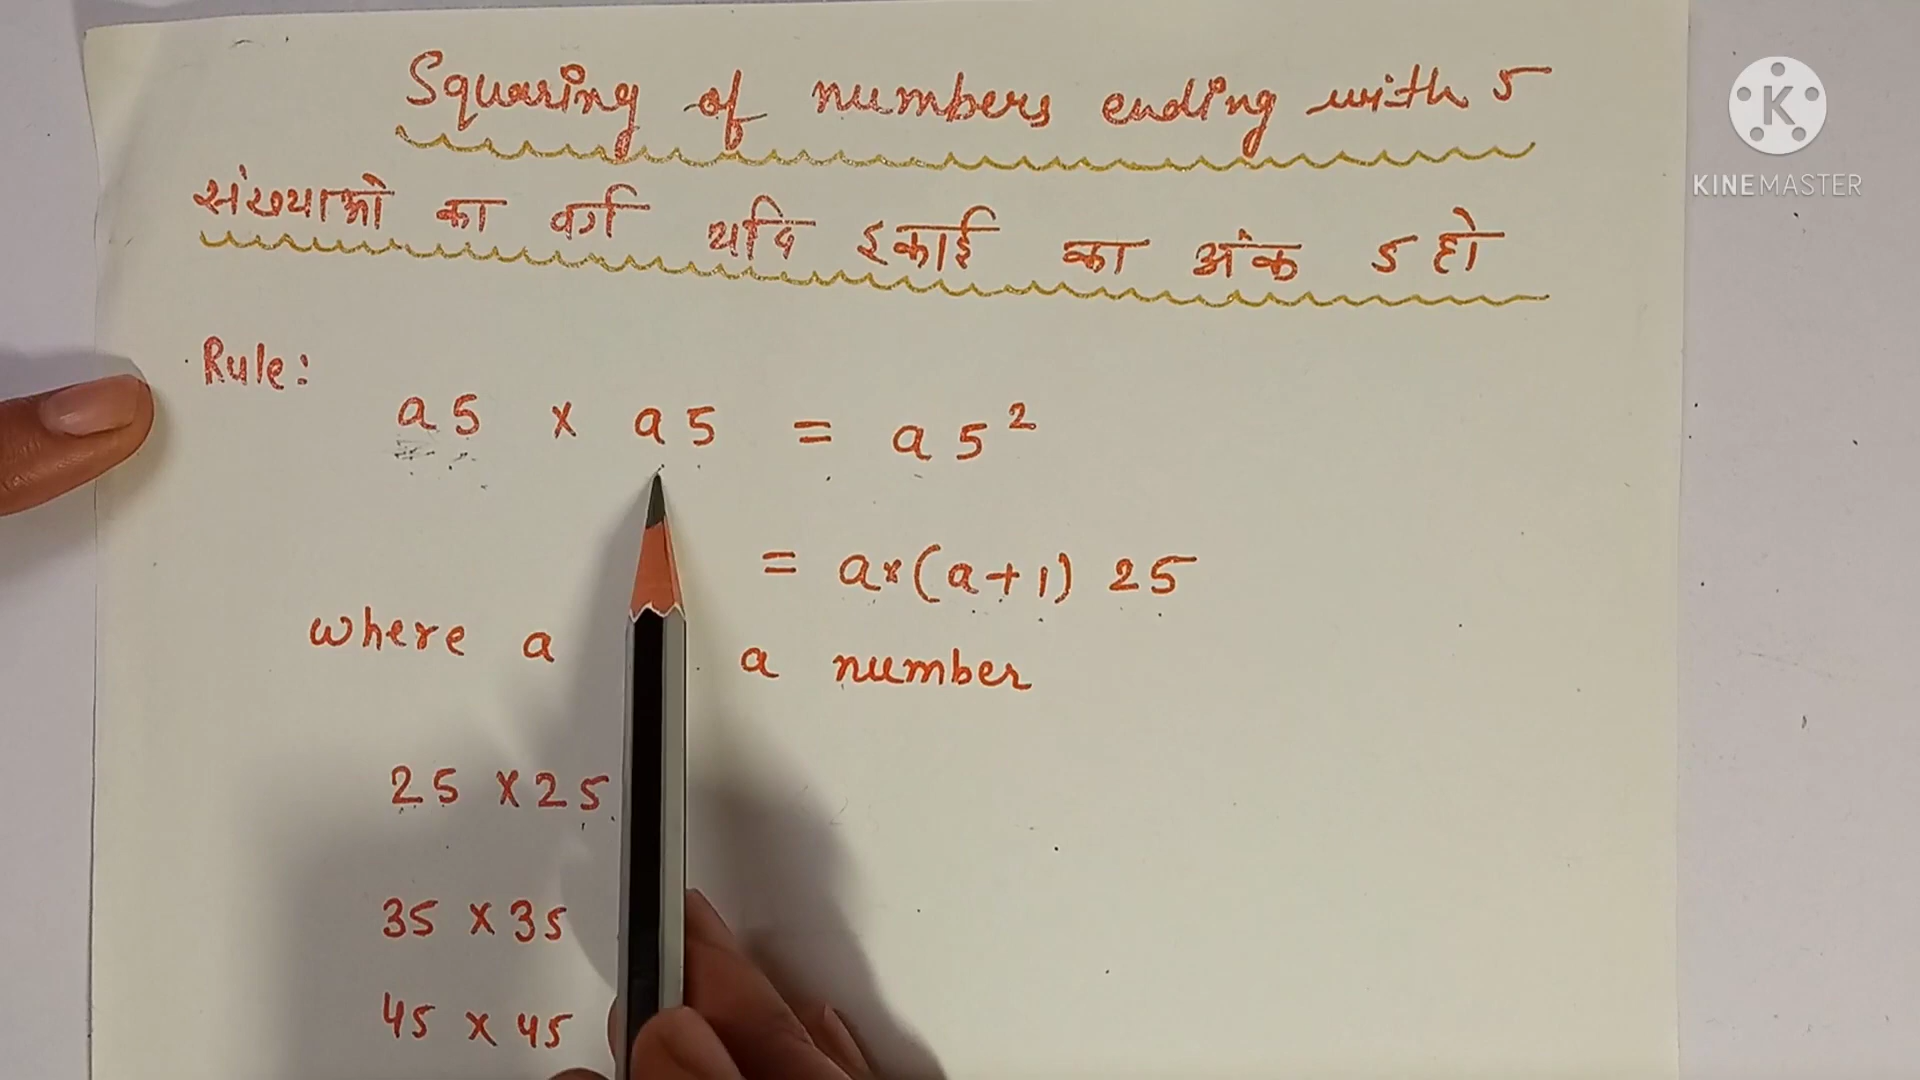 Squaring of numbers ending with 5
संख्याओ का वर्ग यदि इकाई का अंक 5 हो
Rule:
a5 x a5 = a5²
= a×(a+1) 25
where a a number
25 x 25
35 x 35
45 x 45
K
KINEMASTER